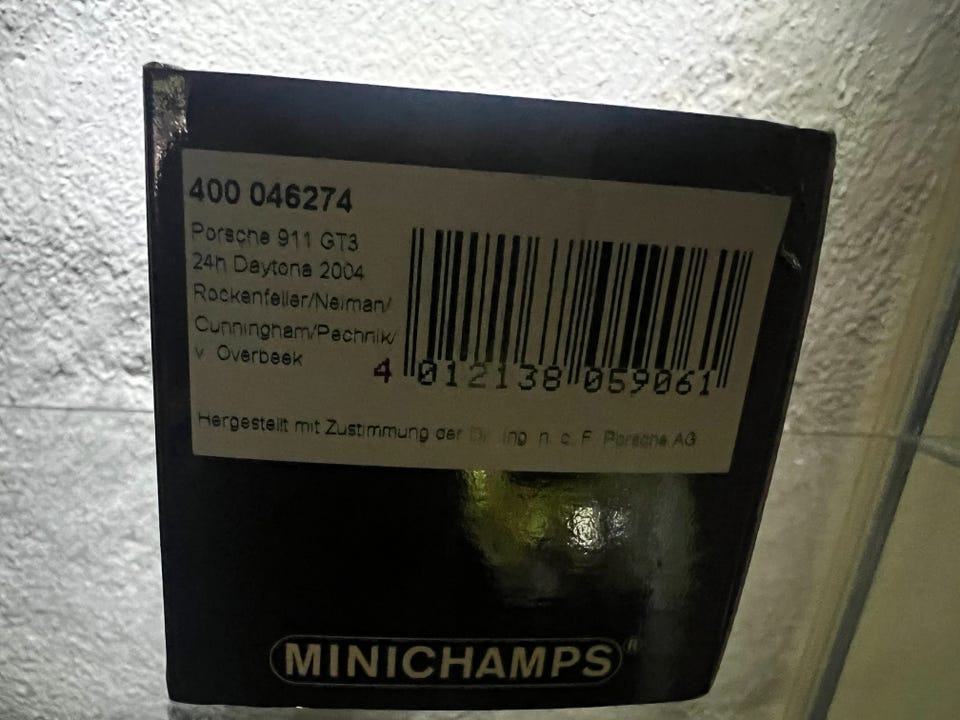 400 046274
Porsche 911 GT3
24h Daytona 2004
Rockenfeller/Neiman/
Cunningham/Pechnik/
v. Overbeek
4 012138 059061
Hergestellt mit Zustimmung der Dr. Ing. h. c. F. Porsche AG
MINICHAMPS®